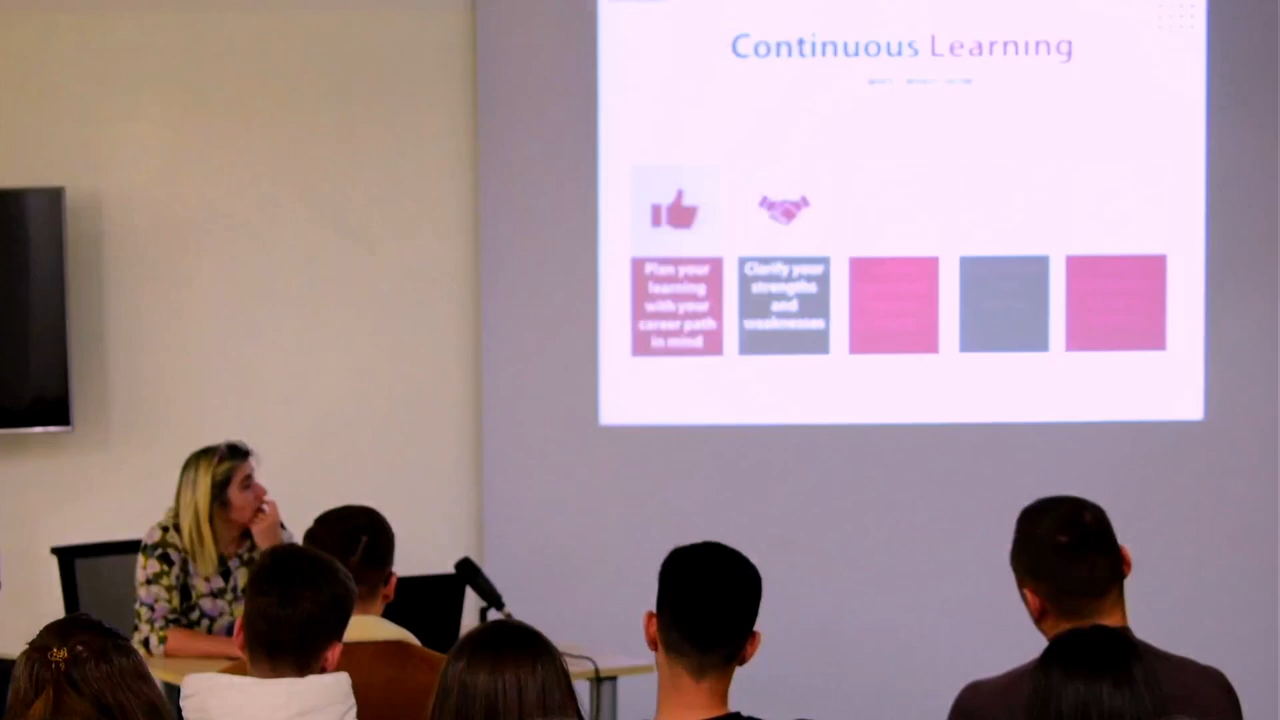 Continuous Learning
Plan your
learning
with your
career path
in mind
Clarify your
strengths
and
weaknesses